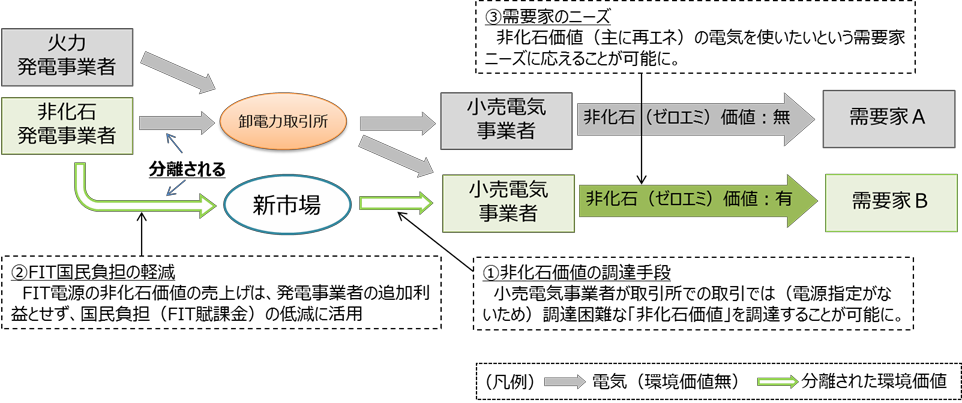 ③需要家のニーズ
非化石価値（主に再エネ）の電気を使いたいという需要家
ニーズに応えることが可能に。
火力
発電事業者
非化石
発電事業者
卸電力取引所
小売電気
事業者
非化石（ゼロエミ）価値：無
需要家A
分離される
新市場
小売電気
事業者
非化石（ゼロエミ）価値：有
需要家B
②FIT国民負担の軽減
FIT電源の非化石価値の売上げは、発電事業者の追加利
益とせず、国民負担（FIT賦課金）の低減に活用
①非化石価値の調達手段
小売電気事業者が取引所での取引では（電源指定がな
いため）調達困難な「非化石価値」を調達することが可能に。
（凡例） 電気（環境価値無） 分離された環境価値